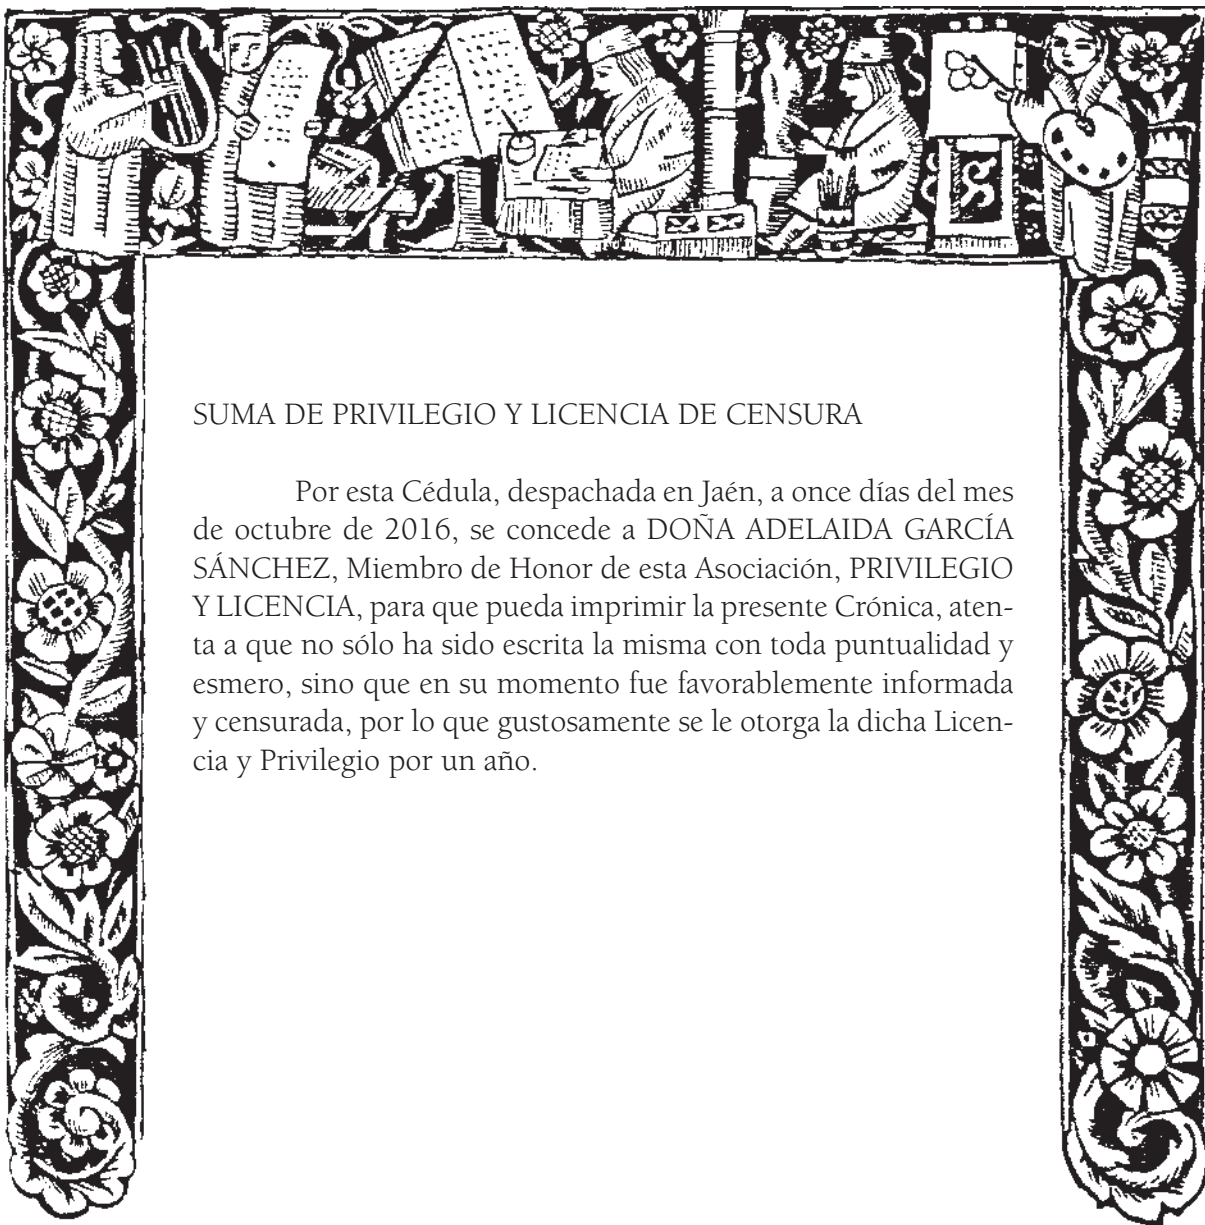 SUMA DE PRIVILEGIO Y LICENCIA DE CENSURA
Por esta Cédula, despachada en Jaén, a once días del mes
de octubre de 2016, se concede a DOÑA ADELAIDA GARCÍA
SÁNCHEZ, Miembro de Honor de esta Asociación, PRIVILEGIO
Y LICENCIA, para que pueda imprimir la presente Crónica, aten-
ta a que no sólo ha sido escrita la misma con toda puntualidad y
esmero, sino que en su momento fue favorablemente informada
y censurada, por lo que gustosamente se le otorga la dicha Licen-
cia y Privilegio por un año.